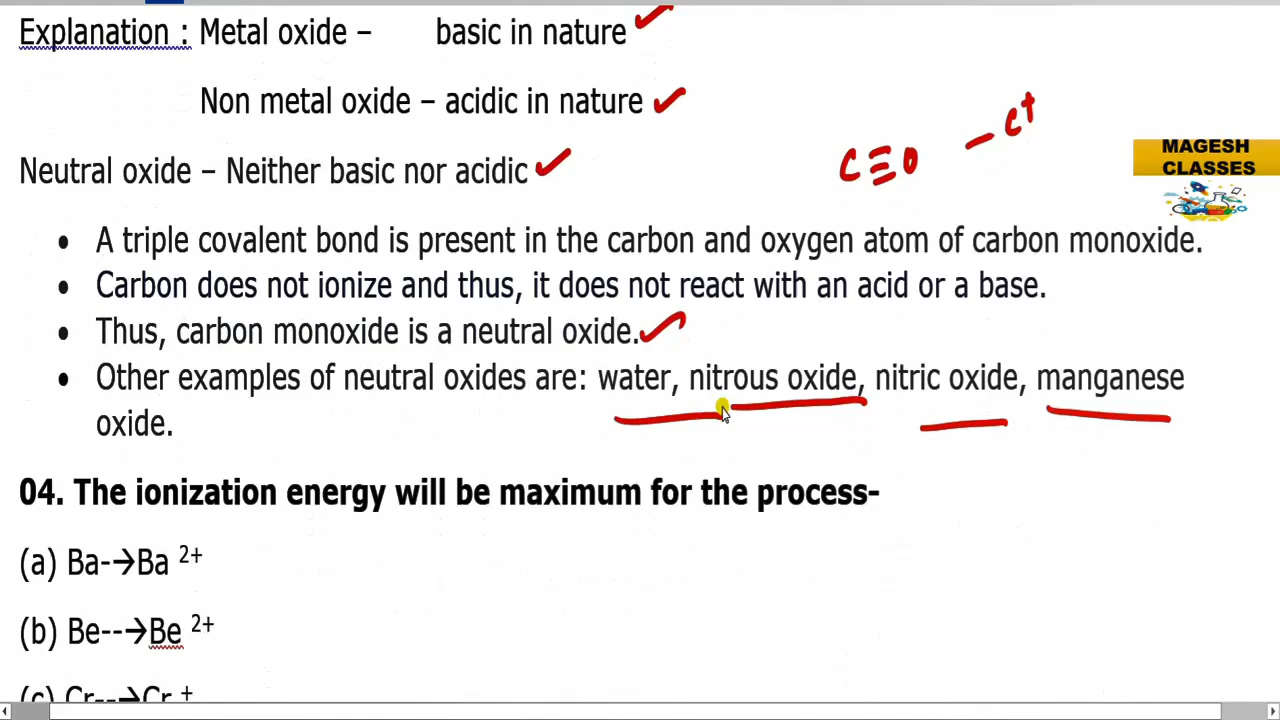 Explanation : Metal oxide – basic in nature
Non metal oxide – acidic in nature
C≡O – C+
MAGESH
CLASSES
Neutral oxide – Neither basic nor acidic
• A triple covalent bond is present in the carbon and oxygen atom of carbon monoxide.
• Carbon does not ionize and thus, it does not react with an acid or a base.
• Thus, carbon monoxide is a neutral oxide.
• Other examples of neutral oxides are: water, nitrous oxide, nitric oxide, manganese
oxide.
04. The ionization energy will be maximum for the process-
(a) Ba-→Ba 2+
(b) Be--→Be 2+
(c) Cr--→Cr +